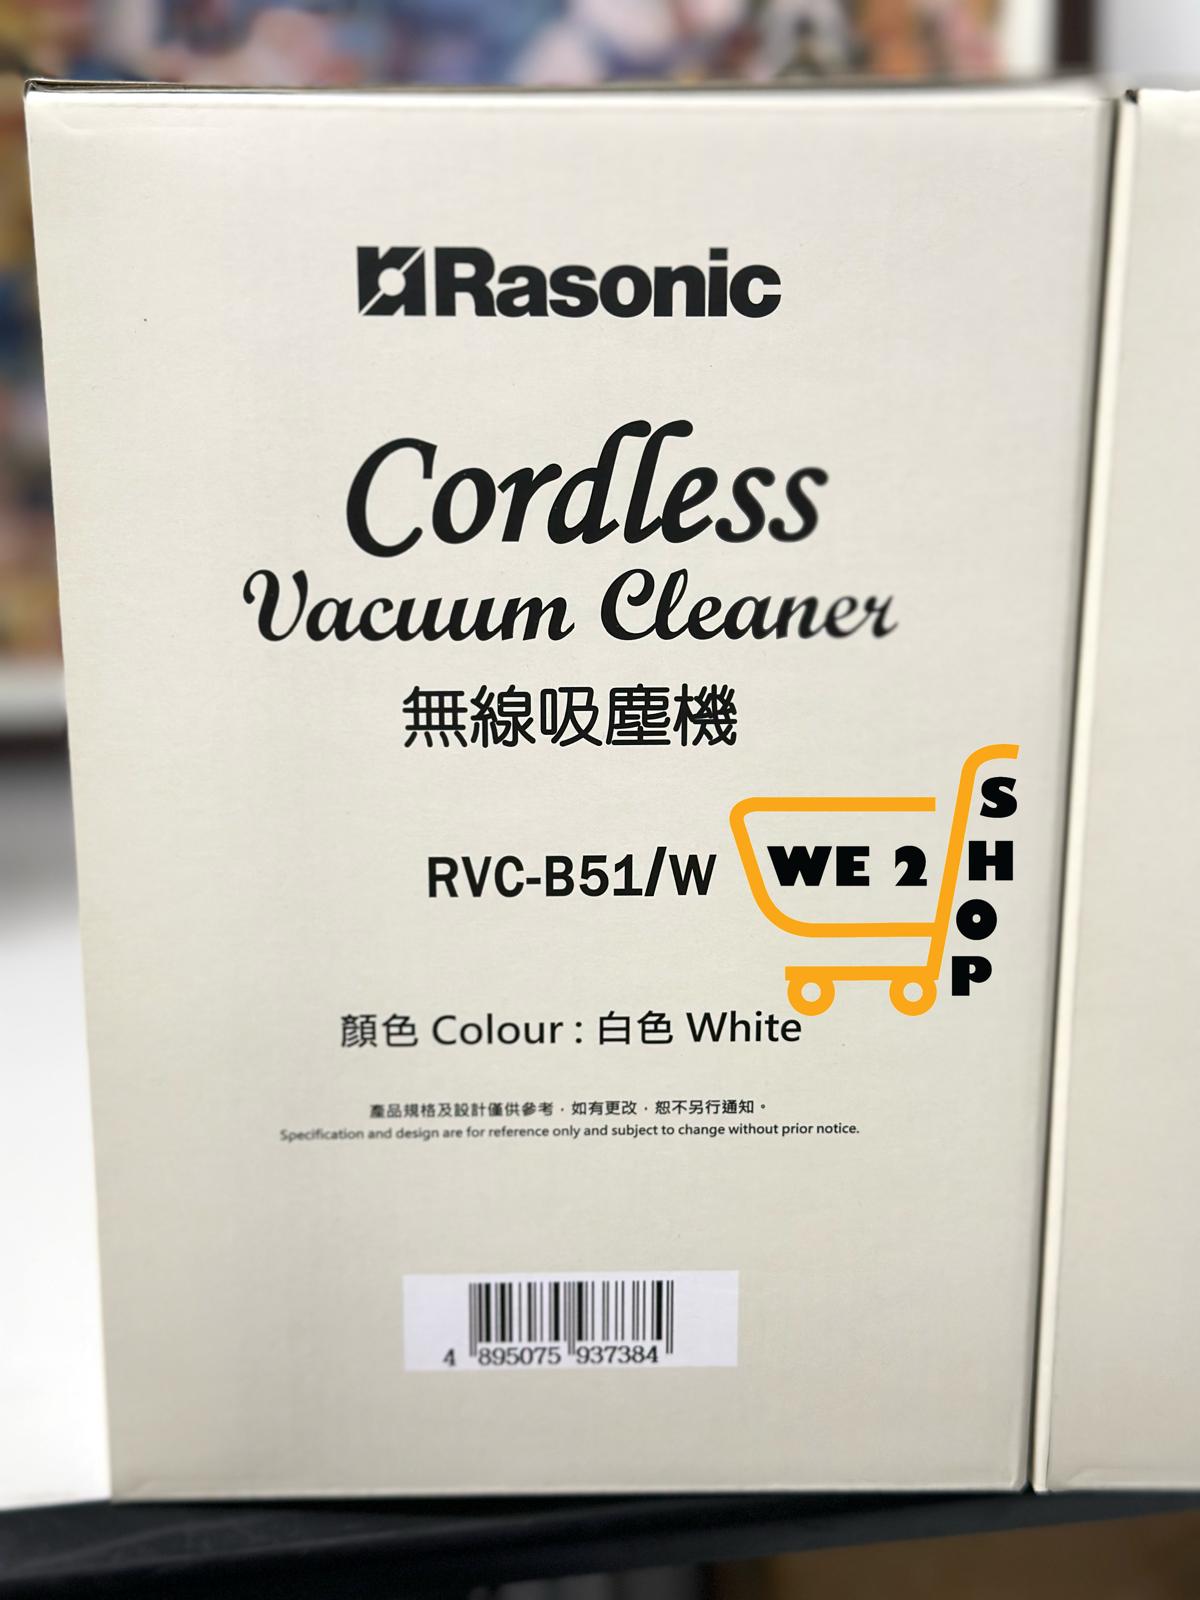 Rasonic
Cordless
Vacuum Cleaner
無線吸塵機
RVC-B51/W
WE 2
SHOP
顏色 Colour : 白色 White
產品規格及設計僅供參考，如有更改，恕不另行通知。
Specification and design are for reference only and subject to change without prior notice.
4 895075 937384